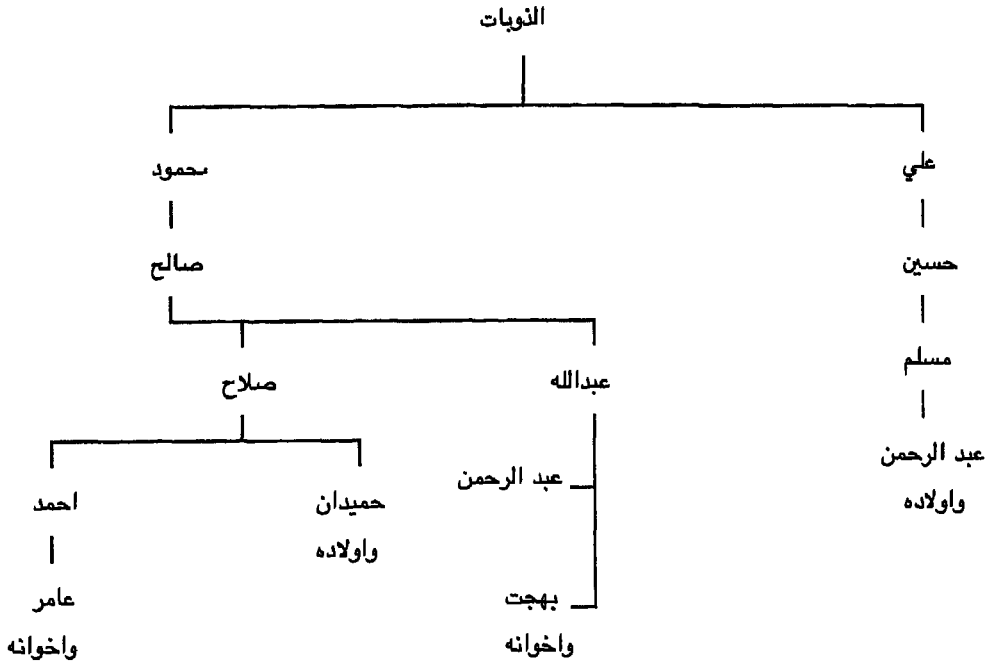 الذويات
علي
محمود
حسين
صالح
مسلم
عبدالله
صلاح
عبد الرحمن
واولاده
عبد الرحمن
حميدان
واولاده
احمد
بهجت
واخوانه
عامر
واخوانه